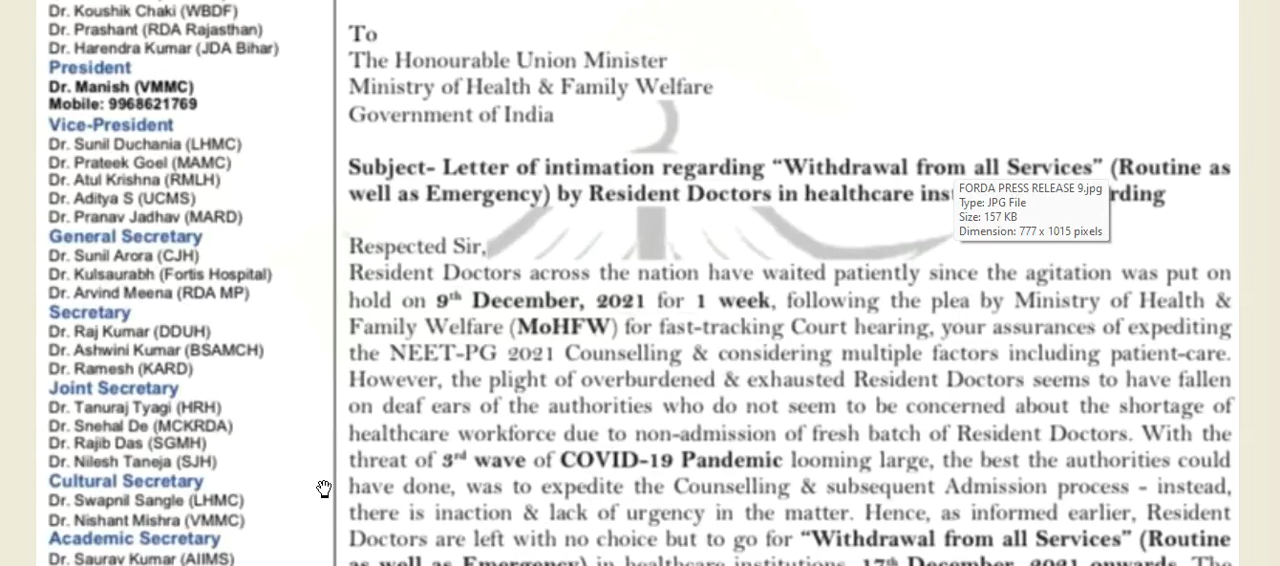 Dr. Koushik Chaki (WBDF)
Dr. Prashant (RDA Rajasthan)
Dr. Harendra Kumar (JDA Bihar)
President
Dr. Manish (VMMC)
Mobile: 9968621769
Vice-President
Dr. Sunil Duchania (LHMC)
Dr. Prateek Goel (MAMC)
Dr. Atul Krishna (RMLH)
Dr. Aditya S (UCMS)
Dr. Pranav Jadhav (MARD)
General Secretary
Dr. Sunil Arora (CJH)
Dr. Kulsaurabh (Fortis Hospital)
Dr. Arvind Meena (RDA MP)
Secretary
Dr. Raj Kumar (DDUH)
Dr. Ashwini Kumar (BSAMCH)
Dr. Ramesh (KARD)
Joint Secretary
Dr. Tanuraj Tyagi (HRH)
Dr. Snehal De (MCKRDA)
Dr. Rajib Das (SGMH)
Dr. Nilesh Taneja (SJH)
Cultural Secretary
Dr. Swapnil Sangle (LHMC)
Dr. Nishant Mishra (VMMC)
Academic Secretary
Dr. Saurav Kumar (AIIMS)
To
The Honourable Union Minister
Ministry of Health & Family Welfare
Government of India
Subject- Letter of intimation regarding “Withdrawal from all Services” (Routine as
well as Emergency) by Resident Doctors in healthcare
FORDA PRESS RELEASE 9.jpg
Type: JPG File
Size: 157 KB
Dimension: 777 x 1015 pixels
Respected Sir,
Resident Doctors across the nation have waited patiently since the agitation was put on
hold on 9th December, 2021 for 1 week, following the plea by Ministry of Health &
Family Welfare (MoHFW) for fast-tracking Court hearing, your assurances of expediting
the NEET-PG 2021 Counselling & considering multiple factors including patient-care.
However, the plight of overburdened & exhausted Resident Doctors seems to have fallen
on deaf ears of the authorities who do not seem to be concerned about the shortage of
healthcare workforce due to non-admission of fresh batch of Resident Doctors. With the
threat of 3rd wave of COVID-19 Pandemic looming large, the best the authorities could
have done, was to expedite the Counselling & subsequent Admission process - instead,
there is inaction & lack of urgency in the matter. Hence, as informed earlier, Resident
Doctors are left with no choice but to go for “Withdrawal from all Services” (Routine
as well as Emergency) in healthcare institutions, 17th December, 2021 onwards. The